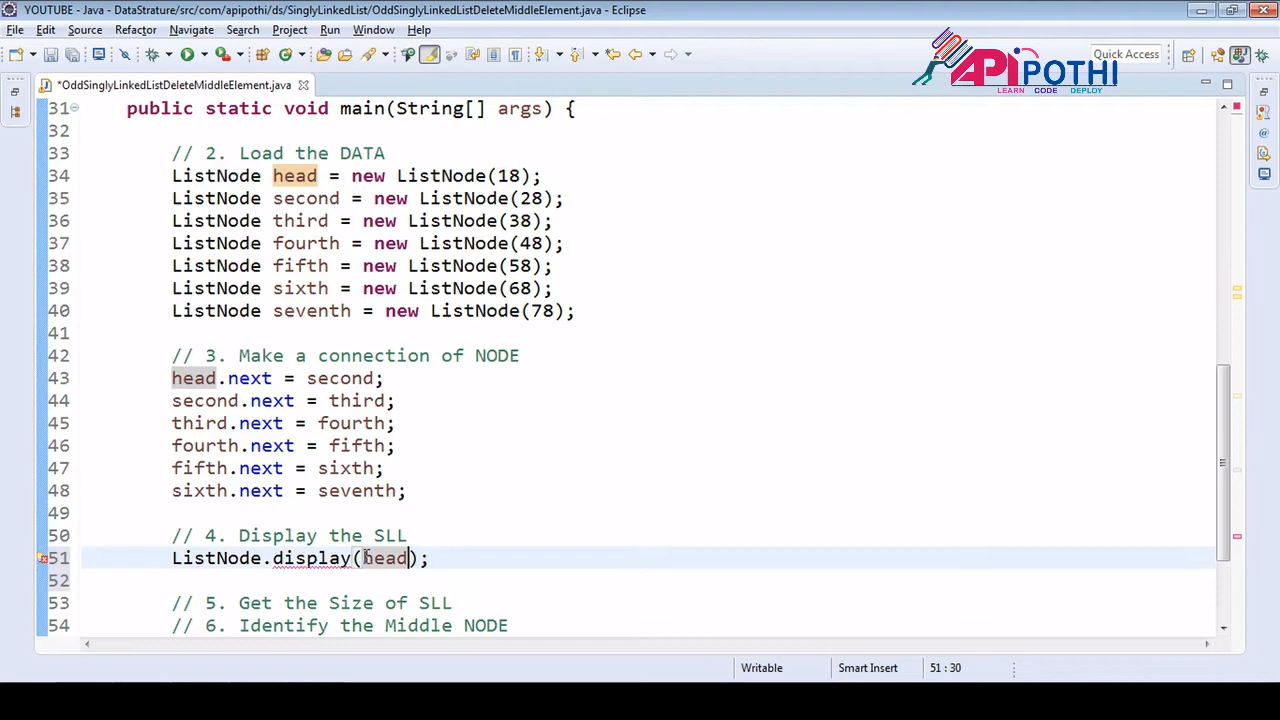 YOUTUBE - Java - DataStrature/src/com/apipothi/ds/SinglyLinkedList/OddSinglyLinkedListDeleteMiddleElement.java - Eclipse
File Edit Source Refactor Navigate Search Project Run Window Help
Quick Access
APIPOTHI
LEARN CODE DEPLOY
*OddSinglyLinkedListDeleteMiddleElement.java
31 public static void main(String[] args) {
32
33 // 2. Load the DATA
34 ListNode head = new ListNode(18);
35 ListNode second = new ListNode(28);
36 ListNode third = new ListNode(38);
37 ListNode fourth = new ListNode(48);
38 ListNode fifth = new ListNode(58);
39 ListNode sixth = new ListNode(68);
40 ListNode seventh = new ListNode(78);
41
42 // 3. Make a connection of NODE
43 head.next = second;
44 second.next = third;
45 third.next = fourth;
46 fourth.next = fifth;
47 fifth.next = sixth;
48 sixth.next = seventh;
49
50 // 4. Display the SLL
51 ListNode.display(head);
52
53 // 5. Get the Size of SLL
54 // 6. Identify the Middle NODE
Writable Smart Insert 51 : 30